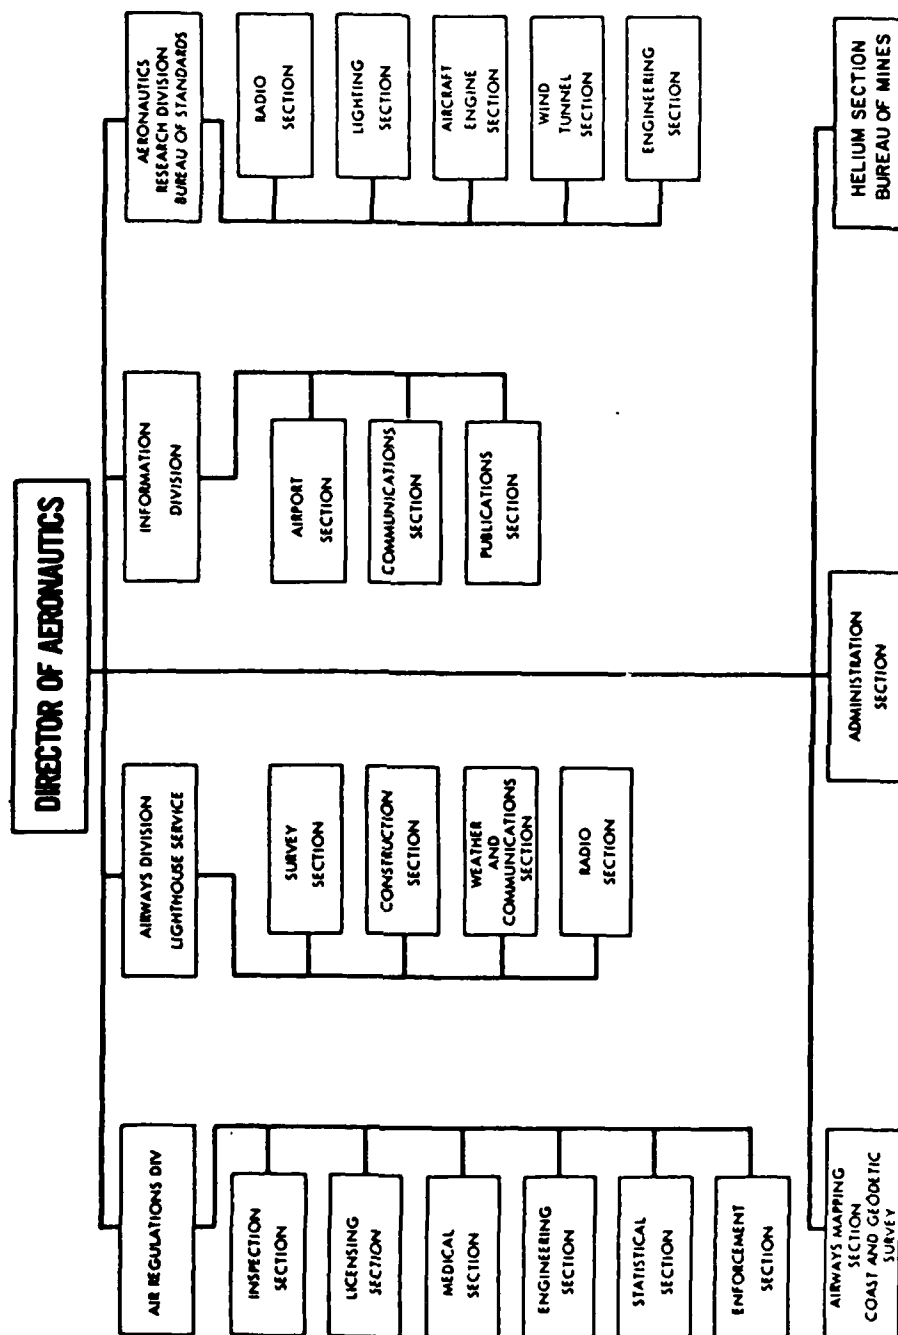 DIRECTOR OF AERONAUTICS
AIR REGULATIONS DIV
INSPECTION
SECTION
LICENSING
SECTION
MEDICAL
SECTION
ENGINEERING
SECTION
STATISTICAL
SECTION
ENFORCEMENT
SECTION
AIRWAYS DIVISION
LIGHTHOUSE SERVICE
SURVEY
SECTION
CONSTRUCTION
SECTION
WEATHER
AND
COMMUNICATIONS
SECTION
RADIO
SECTION
INFORMATION
DIVISION
AIRPORT
SECTION
COMMUNICATIONS
SECTION
PUBLICATIONS
SECTION
AERONAUTICS
RESEARCH DIVISION
BUREAU OF STANDARDS
RADIO
SECTION
LIGHTING
SECTION
AIRCRAFT
ENGINE
SECTION
WIND
TUNNEL
SECTION
ENGINEERING
SECTION
AIRWAYS MAPPING
SECTION
COAST AND GEODETIC
SURVEY
ADMINISTRATION
SECTION
HELIUM SECTION
BUREAU OF MINES